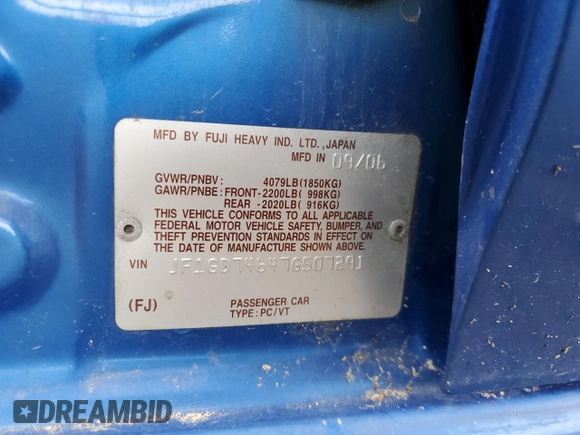 MFD BY FUJI HEAVY IND. LTD.,JAPAN
MFD IN 09/06
GVWR/PNBV: 4079LB(1850KG)
GAWR/PNBE: FRONT-2200LB( 998KG)
REAR -2020LB( 916KG)
THIS VEHICLE CONFORMS TO ALL APPLICABLE
FEDERAL MOTOR VEHICLE SAFETY, BUMPER, AND
THEFT PREVENTION STANDARDS IN EFFECT ON
THE DATE OF MANUFACTURE SHOWN ABOVE.
VIN JF1GD74647G507291
(FJ) PASSENGER CAR
TYPE:PC/VT
DREAMBID